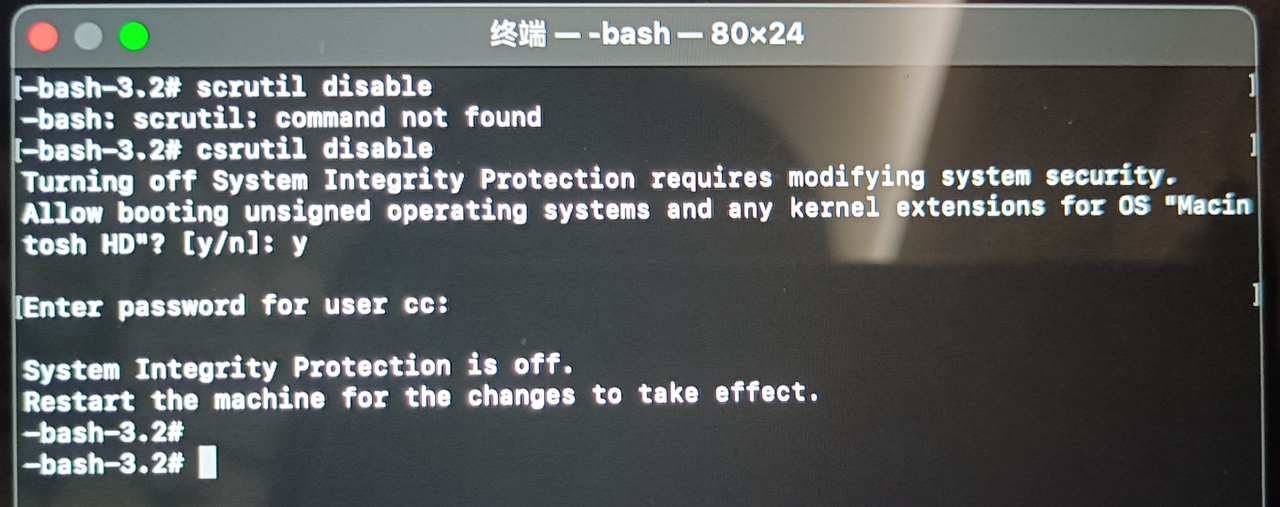 终端 — -bash — 80×24
[-bash-3.2# scrutil disable ]
-bash: scrutil: command not found
[-bash-3.2# csrutil disable ]
Turning off System Integrity Protection requires modifying system security.
Allow booting unsigned operating systems and any kernel extensions for OS "Macin
tosh HD"? [y/n]: y
[Enter password for user cc: ]
System Integrity Protection is off.
Restart the machine for the changes to take effect.
-bash-3.2#
-bash-3.2#